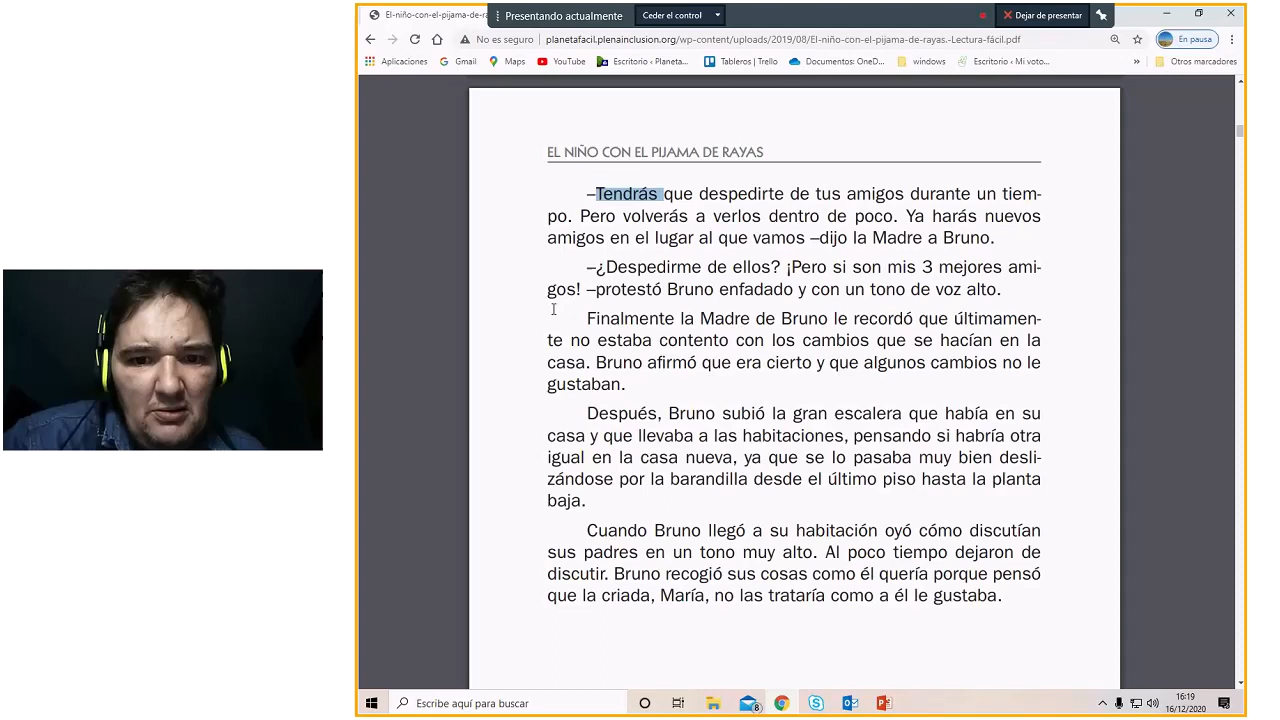 El-niño-con-el-pijama-de-ra
Presentando actualmente
Ceder el control
Dejar de presentar
No es seguro
planetafacil.plenainclusion.org/wp-content/uploads/2019/08/El-niño-con-el-pijama-de-rayas.-Lectura-fácil.pdf
En pausa
Aplicaciones
Gmail
Maps
YouTube
Escritorio ‹ Planeta...
Tableros | Trello
Documentos: OneD...
windows
Escritorio ‹ Mi voto...
»
Otros marcadores
EL NIÑO CON EL PIJAMA DE RAYAS
–Tendrás que despedirte de tus amigos durante un tiem-
po. Pero volverás a verlos dentro de poco. Ya harás nuevos
amigos en el lugar al que vamos –dijo la Madre a Bruno.
–¿Despedirme de ellos? ¡Pero si son mis 3 mejores ami-
gos! –protestó Bruno enfadado y con un tono de voz alto.
Finalmente la Madre de Bruno le recordó que últimamen-
te no estaba contento con los cambios que se hacían en la
casa. Bruno afirmó que era cierto y que algunos cambios no le
gustaban.
Después, Bruno subió la gran escalera que había en su
casa y que llevaba a las habitaciones, pensando si habría otra
igual en la casa nueva, ya que se lo pasaba muy bien desli-
zándose por la barandilla desde el último piso hasta la planta
baja.
Cuando Bruno llegó a su habitación oyó cómo discutían
sus padres en un tono muy alto. Al poco tiempo dejaron de
discutir. Bruno recogió sus cosas como él quería porque pensó
que la criada, María, no las trataría como a él le gustaba.
Escribe aquí para buscar
8
16:19
16/12/2020